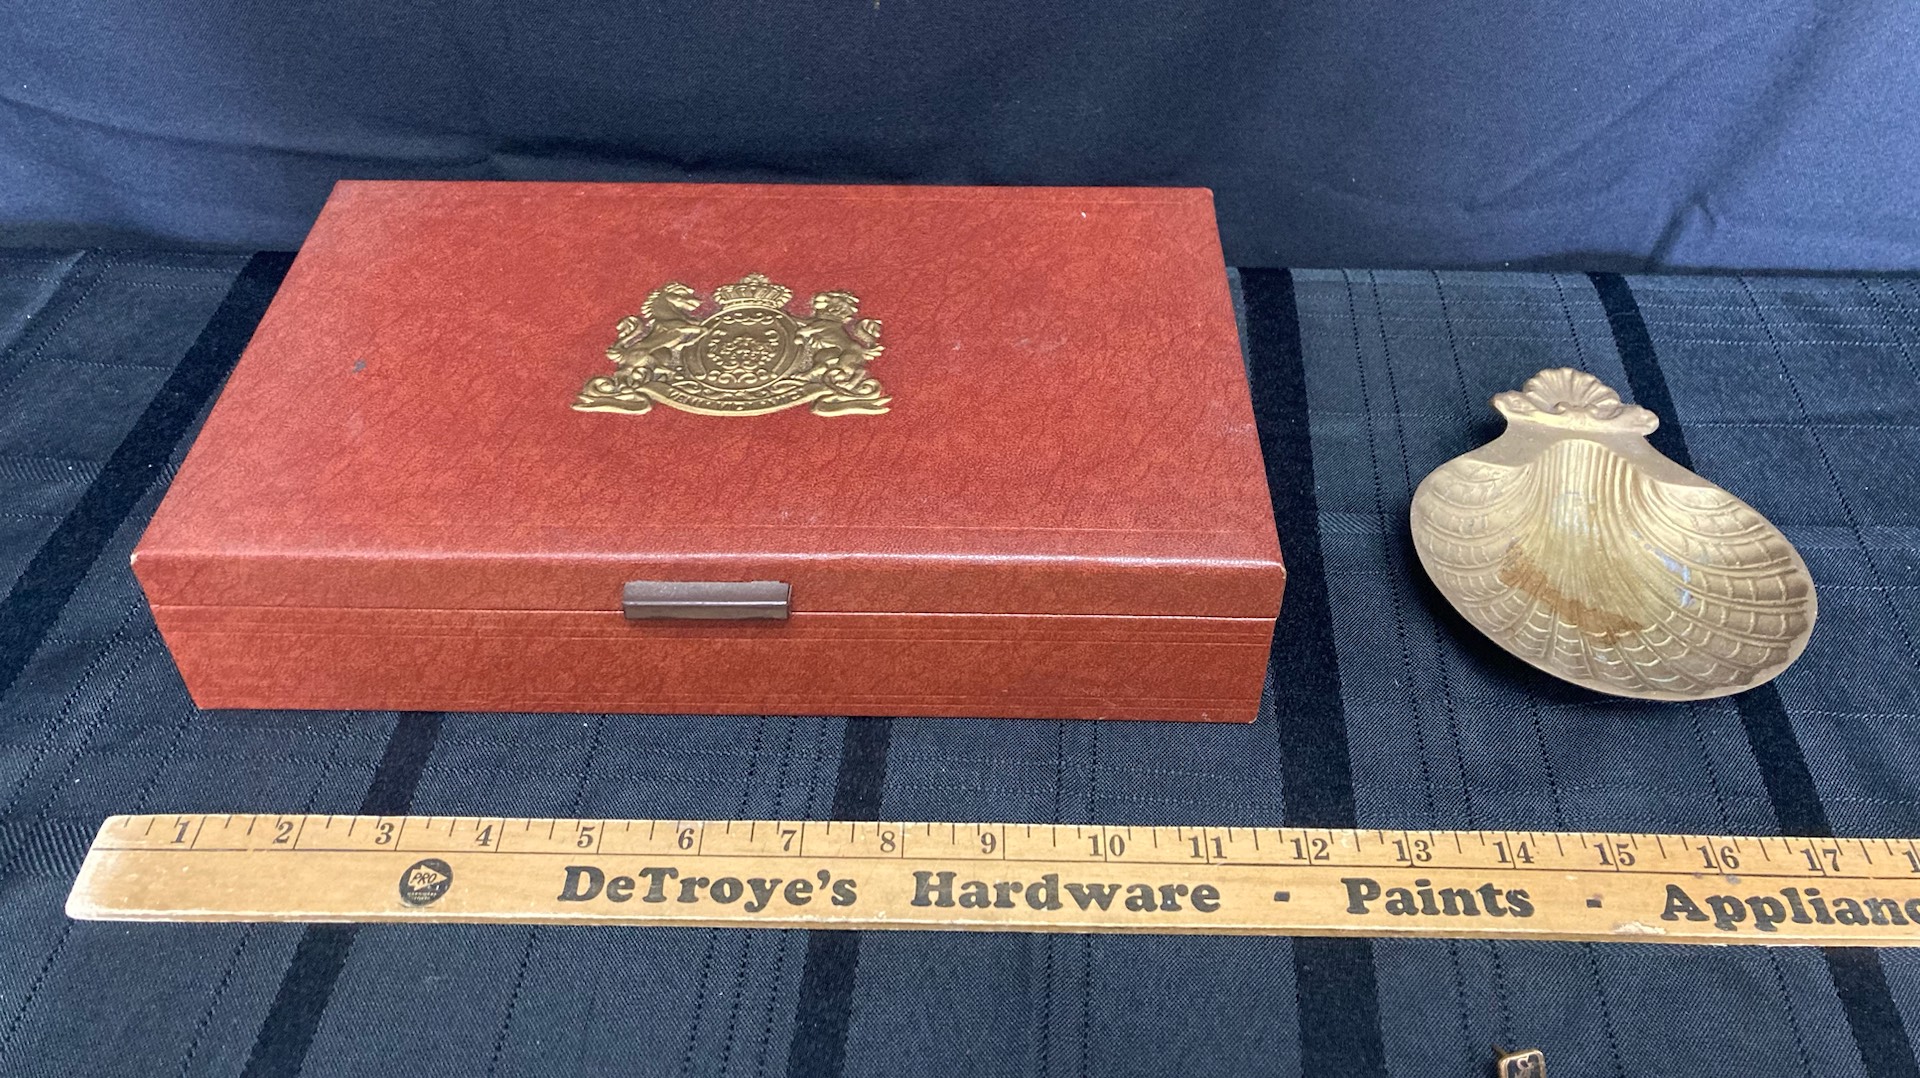 1 2 3 4 5 6 7 8 9 10 11 12 13 14 15 16 17
PRO
DeTroye's Hardware - Paints - Applianc